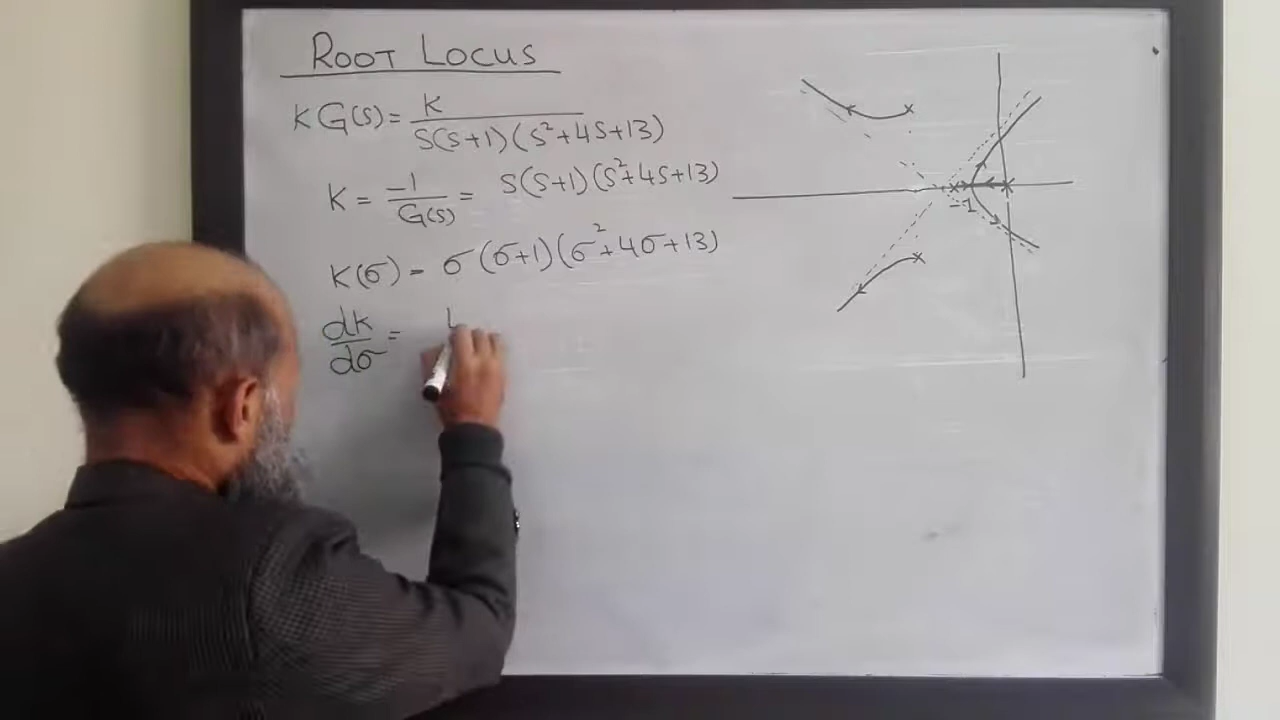 ROOT LOCUS
KG(s) = K / s(s+1)(s²+4s+13)
K = -1 / G(s) = s(s+1)(s²+4s+13)
K(σ) = σ(σ+1)(σ²+4σ+13)
dK / dσ =
-1